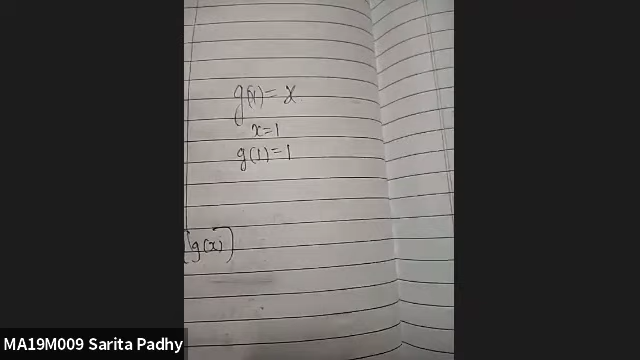 g(x) = x
x=1
g(1)=1
[g(x)]
MA19M009 Sarita Padhy